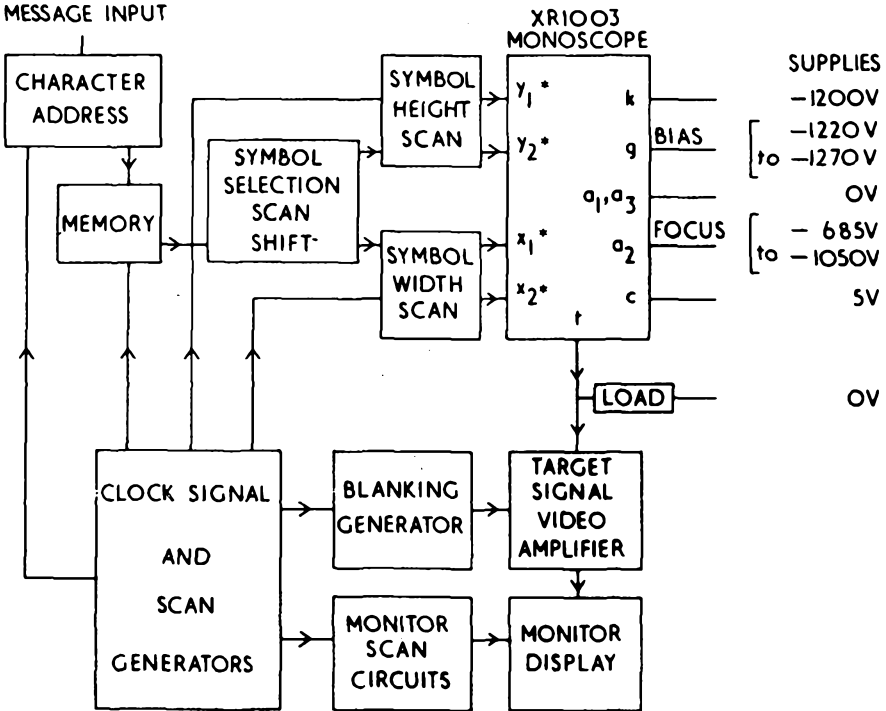 MESSAGE INPUT
CHARACTER
ADDRESS
MEMORY
SYMBOL
SELECTION
SCAN
SHIFT
SYMBOL
HEIGHT
SCAN
SYMBOL
WIDTH
SCAN
XR1003
MONOSCOPE
y1*
y2*
x1*
x2*
k
g
a1, a3
a2
c
t
BIAS
FOCUS
SUPPLIES
-1200V
-1220V
to -1270V
0V
- 685V
to -1050V
5V
LOAD
0V
CLOCK SIGNAL
AND
SCAN
GENERATORS
BLANKING
GENERATOR
TARGET
SIGNAL
VIDEO
AMPLIFIER
MONITOR
SCAN
CIRCUITS
MONITOR
DISPLAY